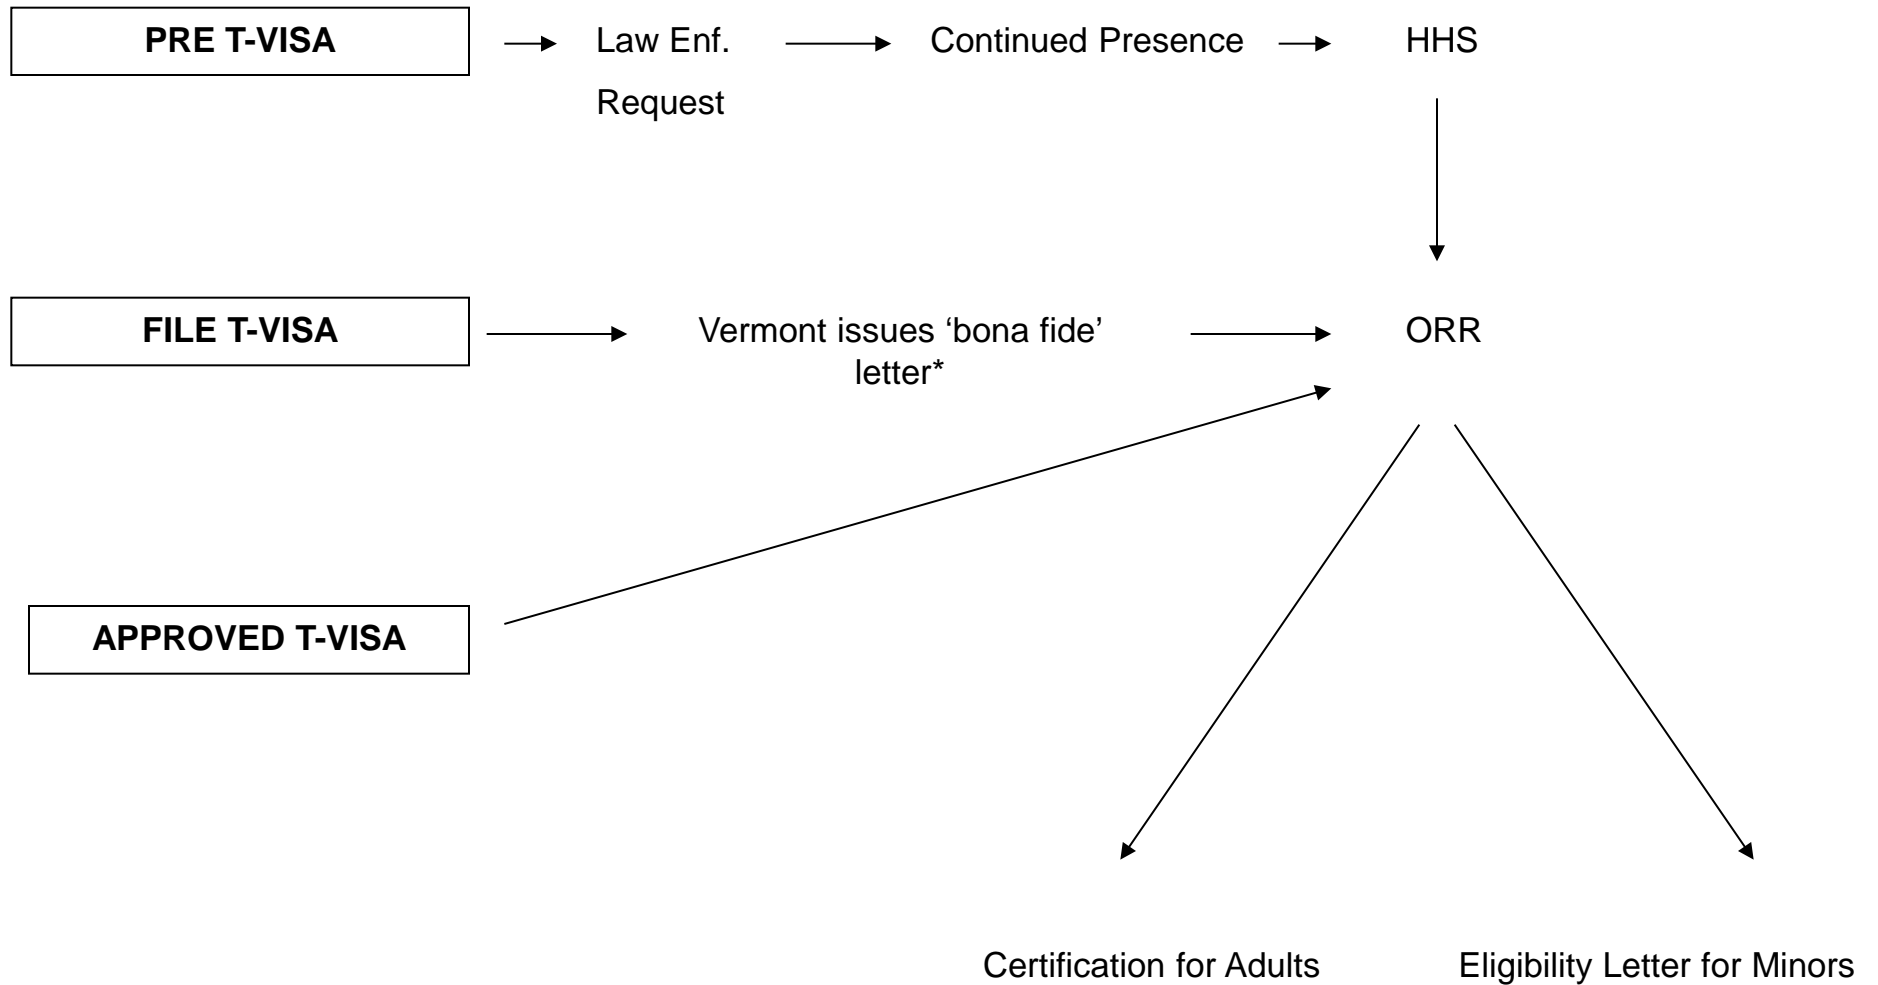 PRE T-VISA
Law Enf.
Request
Continued Presence
HHS
FILE T-VISA
Vermont issues ‘bona fide’
letter*
ORR
APPROVED T-VISA
Certification for Adults
Eligibility Letter for Minors